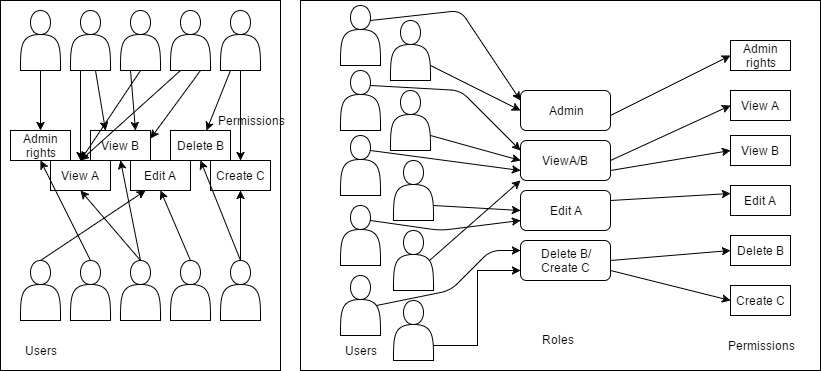 Permissions
Admin
rights
View B
Delete B
View A
Edit A
Create C
Users
Admin
ViewA/B
Edit A
Delete B/
Create C
Admin
rights
View A
View B
Edit A
Delete B
Create C
Users
Roles
Permissions